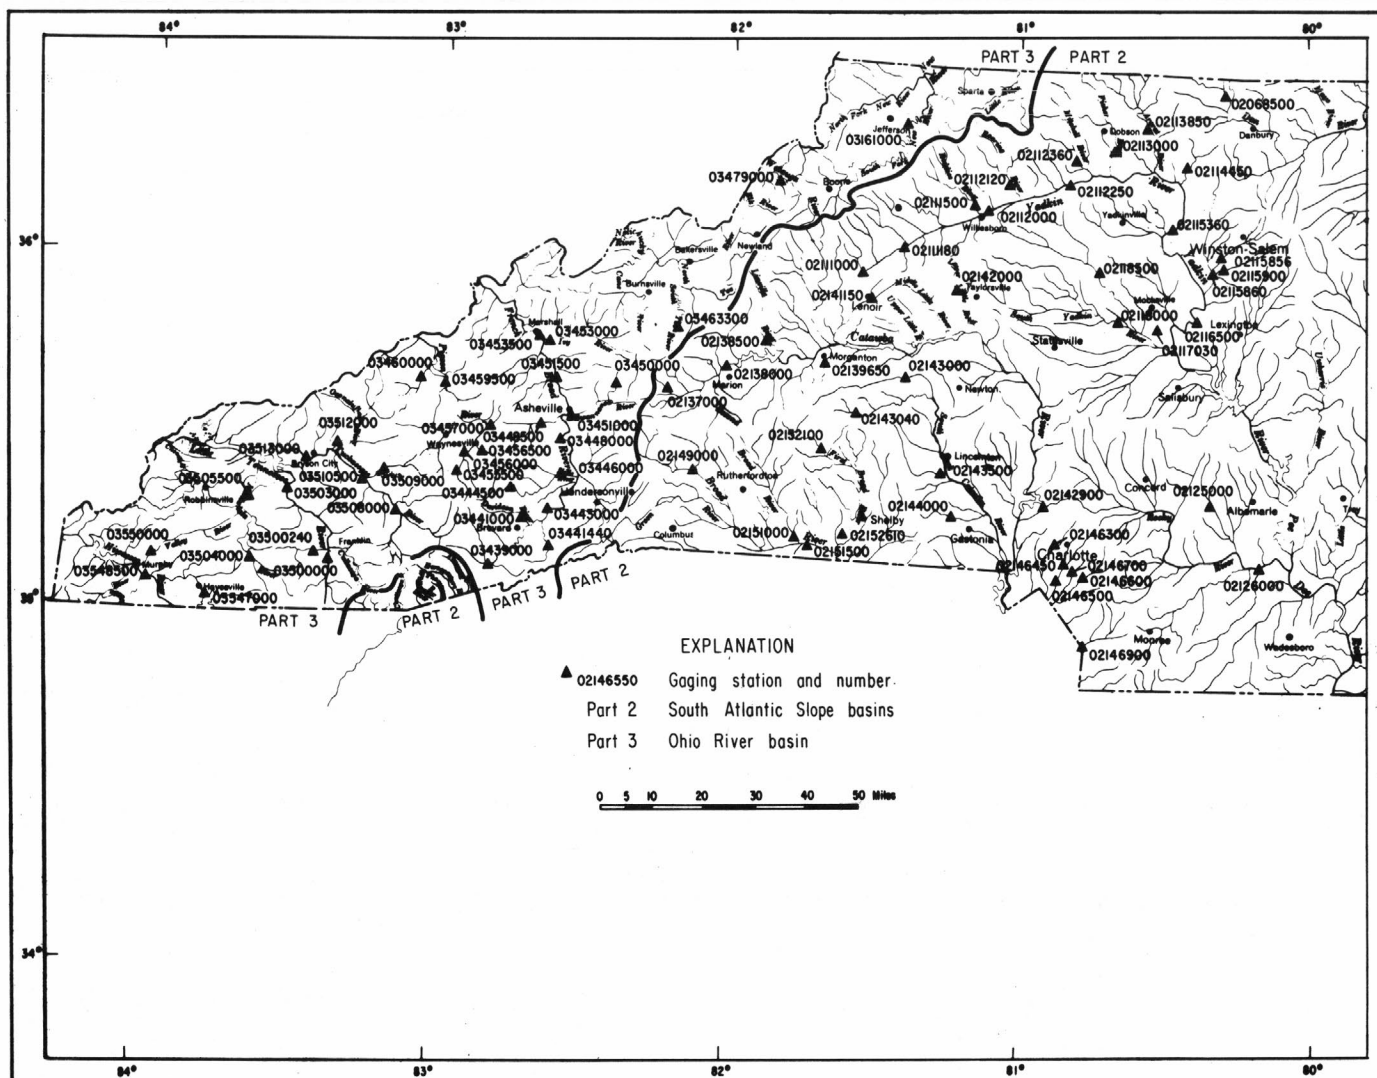 84°
83°
82°
81°
80°
PART 3
PART 2
Sparta
02068500
Jefferson
03161000
Dobson
02113850
02113000
Danbury
02112360
02114450
03479000
Boone
02112120
02112250
02111500
02112000
Yadkin
River
Yadkinville
02115360
Wilkesboro
36°
Newland
Bakersville
Winston-Salem
02111180
02115856
02111000
02142000
02118500
02115900
Taylorsville
02115860
Burnsville
02141150
Lenoir
Mocksville
Marshall
03463300
02118000
Lexington
03453000
02138500
Catawba
Statesville
02116500
03453500
02117030
03460000
03451500
03450000
Morganton
02143000
03459500
02138000
02139650
Marion
Newton
02137000
Salisbury
Asheville
03512000
03457000
03451000
02143040
03448500
03448000
Waynesville
03456500
02152100
03513000
Bryson City
03456000
03446000
02149000
Lincolnton
03510500
03455500
Rutherfordton
02143500
03505500
03509000
03444500
Hendersonville
Concord
02125000
Robbinsville
03503000
02142900
Albemarle
03508000
03443000
02144000
03441000
Shelby
02146300
03550000
03500240
Franklin
Brevard
03441440
Columbus
02151000
02152610
Gastonia
Charlotte
03504000
03439000
02151500
02146450
02146700
03548500
Murphy
03500000
02146600
02126000
Hayesville
02146500
35°
03547000
PART 3
PART 2
PART 3
PART 2
Monroe
Wadesboro
02146900
EXPLANATION
02146550 Gaging station and number
Part 2 South Atlantic Slope basins
Part 3 Ohio River basin
0 5 10 20 30 40 50 Miles
34°
84°
83°
82°
81°
80°